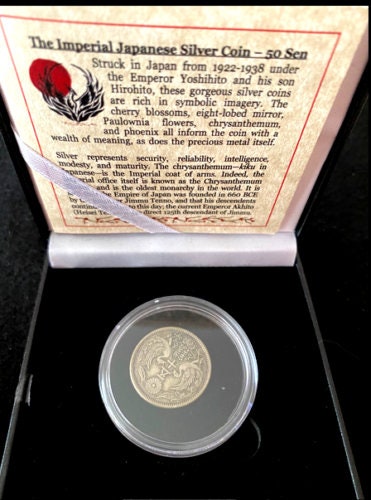 The Imperial Japanese Silver Coin – 50 Sen
Struck in Japan from 1922-1938 under
the Emperor Yoshihito and his son
Hirohito, these gorgeous silver coins
are rich in symbolic imagery. The
cherry blossoms, eight-lobed mirror,
Paulownia flowers, chrysanthemum,
and phoenix all inform the coin with a
wealth of meaning, as does the precious metal itself.
Silver represents security, reliability, intelligence,
modesty, and maturity. The chrysanthemum—kiku in
Japanese—is the Imperial coat of arms. Indeed, the
Imperial office itself is known as the Chrysanthemum
and is the oldest monarchy in the world. It is
the Empire of Japan was founded in 660 BCE
by Jimmu Tenno, and that his descendants
to this day; the current Emperor Akhito
(Heisei direct 125th descendant of Jimmu.